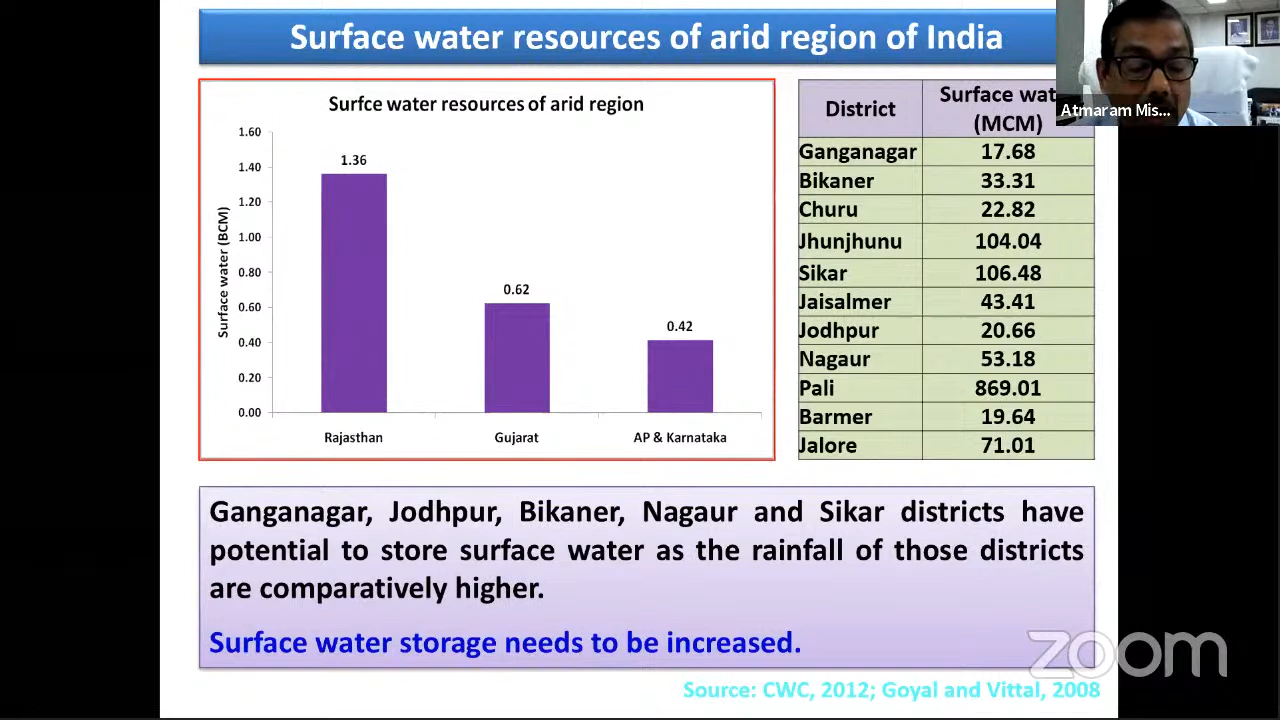 Surface water resources of arid region of India
Surfce water resources of arid region
1.60
1.40
1.20
1.00
0.80
0.60
0.40
0.20
0.00
Surface water (BCM)
1.36
0.62
0.42
Rajasthan Gujarat AP & Karnataka
District Surface wat
(MCM)
Ganganagar 17.68
Bikaner 33.31
Churu 22.82
Jhunjhunu 104.04
Sikar 106.48
Jaisalmer 43.41
Jodhpur 20.66
Nagaur 53.18
Pali 869.01
Barmer 19.64
Jalore 71.01
Atmaram Mis...
Ganganagar, Jodhpur, Bikaner, Nagaur and Sikar districts have
potential to store surface water as the rainfall of those districts
are comparatively higher.
Surface water storage needs to be increased.
zoom
Source: CWC, 2012; Goyal and Vittal, 2008